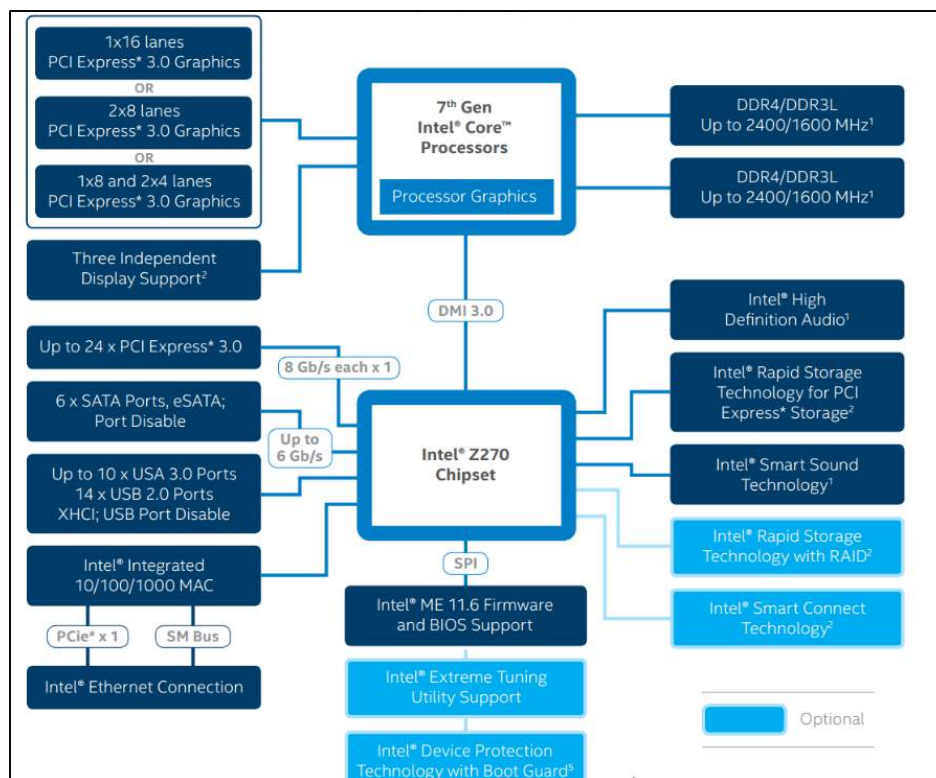 1x16 lanes
PCI Express* 3.0 Graphics
OR
2x8 lanes
PCI Express* 3.0 Graphics
OR
1x8 and 2x4 lanes
PCI Express* 3.0 Graphics
Three Independent
Display Support²
7th Gen
Intel® Core™
Processors
Processor Graphics
DDR4/DDR3L
Up to 2400/1600 MHz¹
DDR4/DDR3L
Up to 2400/1600 MHz¹
DMI 3.0
Up to 24 x PCI Express* 3.0
8 Gb/s each x 1
6 x SATA Ports, eSATA;
Port Disable
Up to
6 Gb/s
Up to 10 x USA 3.0 Ports
14 x USB 2.0 Ports
XHCI; USB Port Disable
Intel® Integrated
10/100/1000 MAC
PCIe* x 1
SM Bus
Intel® Ethernet Connection
Intel® Z270
Chipset
SPI
Intel® ME 11.6 Firmware
and BIOS Support
Intel® Extreme Tuning
Utility Support
Intel® Device Protection
Technology with Boot Guard⁵
Intel® High
Definition Audio¹
Intel® Rapid Storage
Technology for PCI
Express* Storage²
Intel® Smart Sound
Technology¹
Intel® Rapid Storage
Technology with RAID²
Intel® Smart Connect
Technology²
Optional